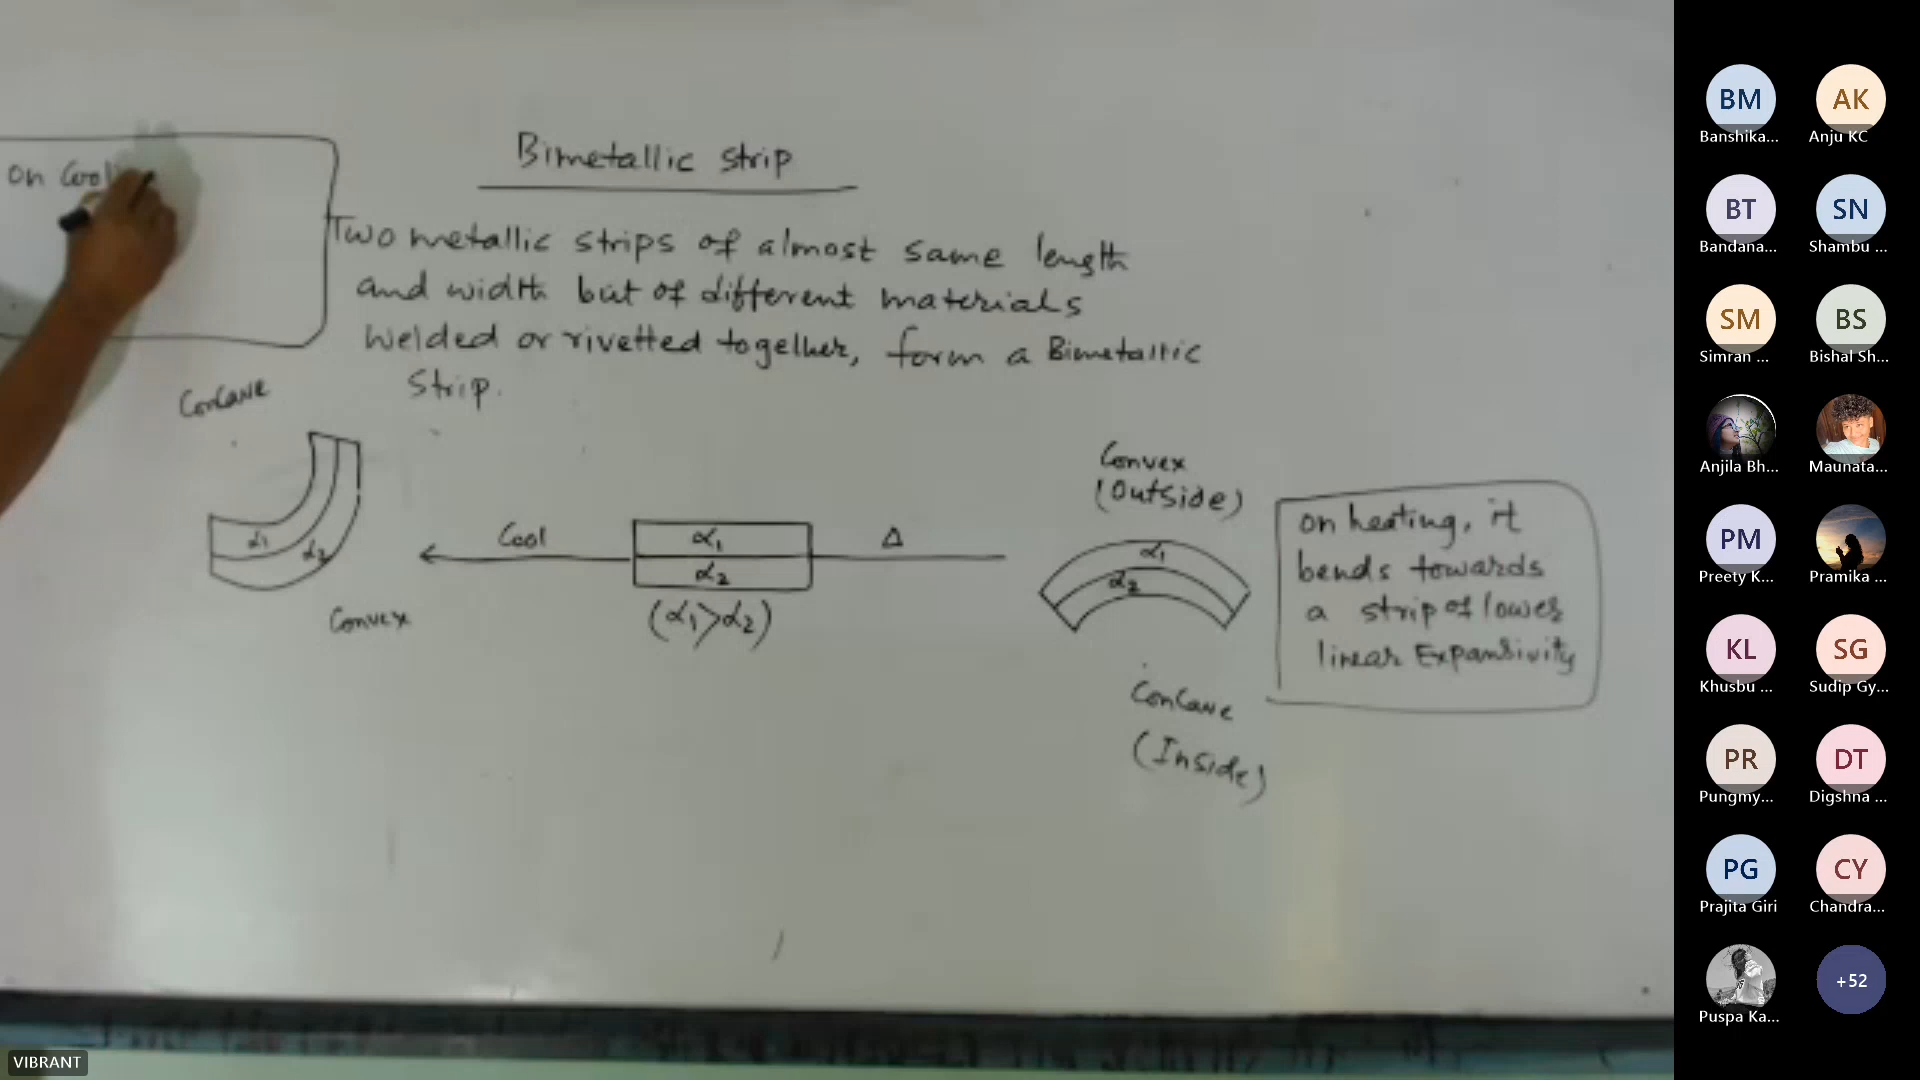 Bimetallic strip
on Cooli
Two metallic strips of almost same length
and width but of different materials
welded or rivetted together, form a Bimetallic
Strip.
Concave
α1
α2
Convex
Cool
α1
α2
(α1>α2)
Δ
Convex
(Outside)
α1
α2
Concave
(Inside)
on heating, it
bends towards
a strip of lower
linear Expansivity
VIBRANT
BM
Banshika...
AK
Anju KC
BT
Bandana...
SN
Shambu ...
SM
Simran ...
BS
Bishal Sh...
Anjila Bh...
Maunata...
PM
Preety K...
Pramika ...
KL
Khusbu ...
SG
Sudip Gy...
PR
Pungmy...
DT
Digshna ...
PG
Prajita Giri
CY
Chandra...
Puspa Ka...
+52